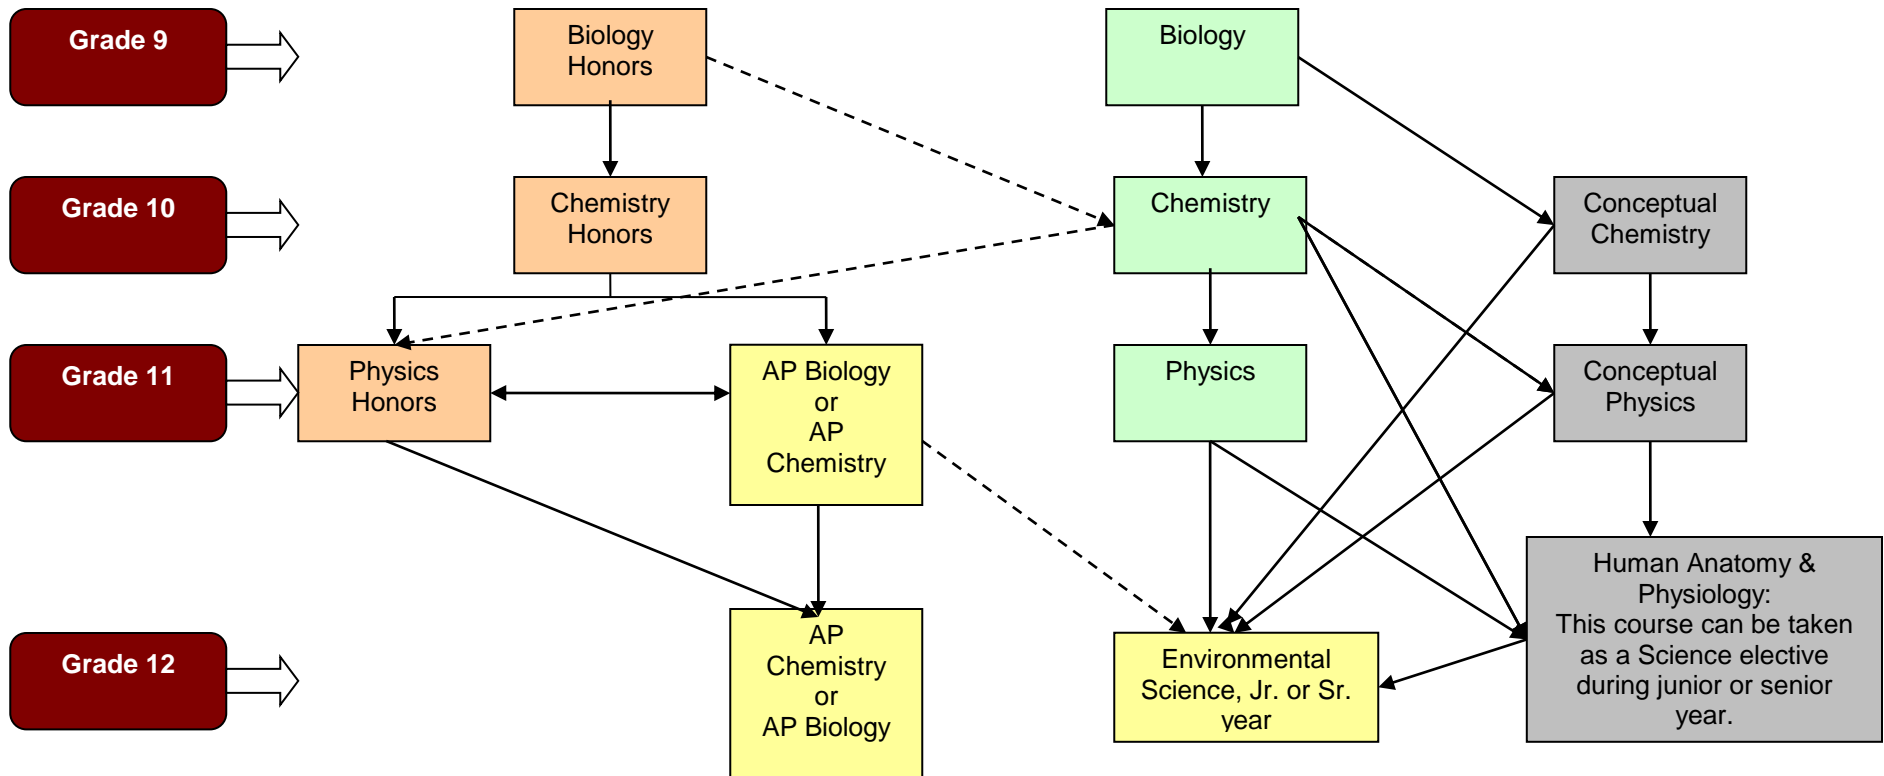 Grade 9
Biology
Honors
Biology
Grade 10
Chemistry
Honors
Chemistry
Conceptual
Chemistry
Grade 11
Physics
Honors
AP Biology
or
AP
Chemistry
Physics
Conceptual
Physics
Grade 12
AP
Chemistry
or
AP Biology
Environmental
Science, Jr. or Sr.
year
Human Anatomy &
Physiology:
This course can be taken
as a Science elective
during junior or senior
year.